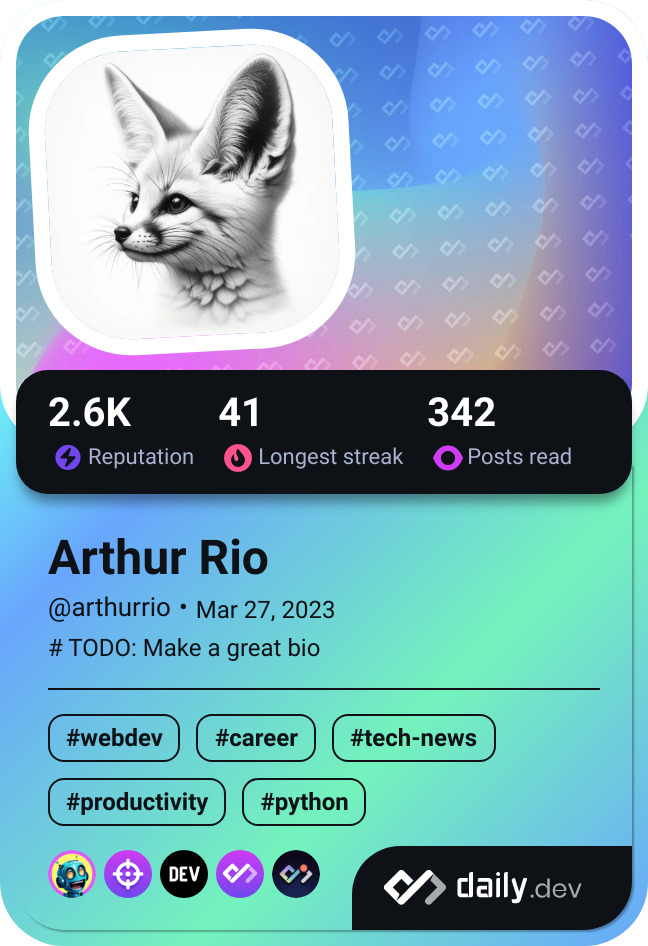 2.6K 41 342
Reputation Longest streak Posts read
Arthur Rio
@arthurrio • Mar 27, 2023
# TODO: Make a great bio
#webdev #career #tech-news
#productivity #python
DEV daily.dev